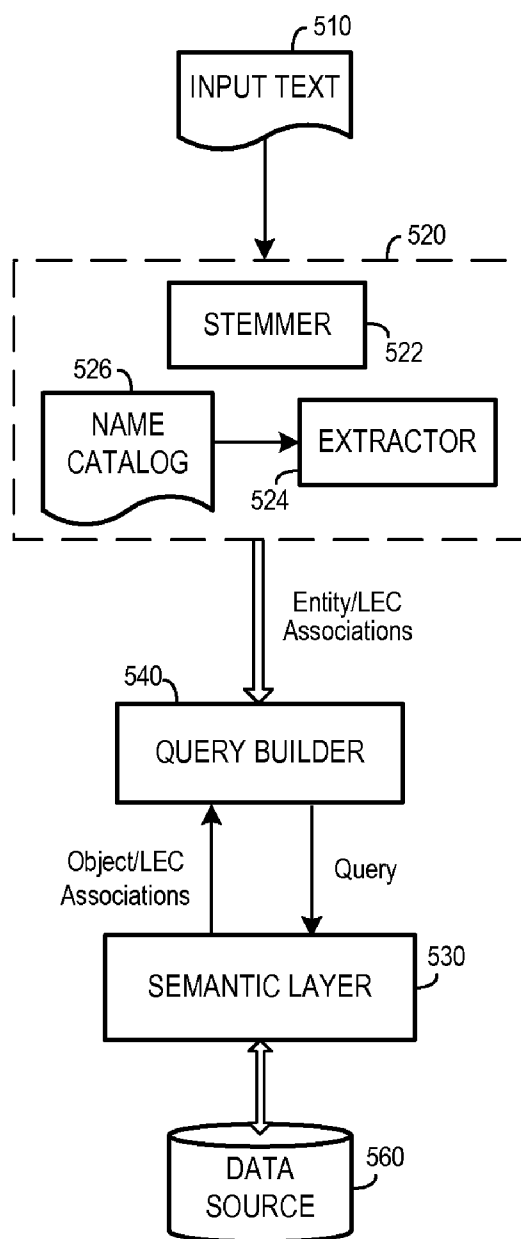 510
INPUT TEXT
520
STEMMER
522
526
NAME
CATALOG
EXTRACTOR
524
Entity/LEC
Associations
540
QUERY BUILDER
Object/LEC
Associations
Query
530
SEMANTIC LAYER
DATA
SOURCE
560